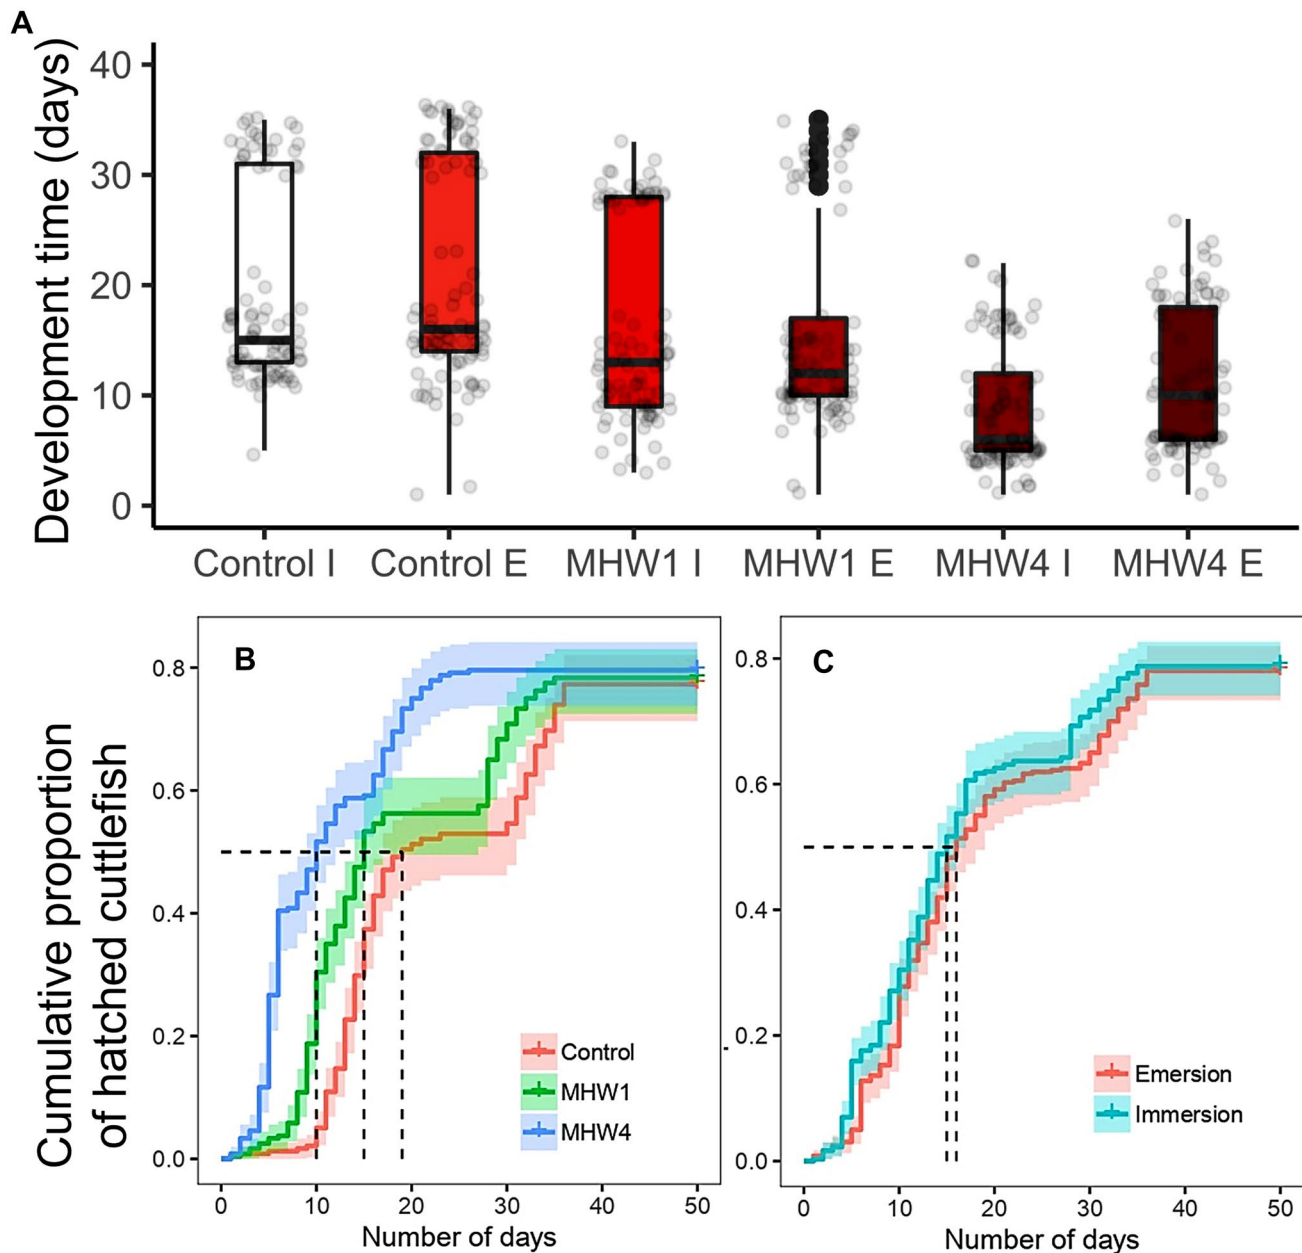 A
Development time (days)
40
30
20
10
0
Control I
Control E
MHW1 I
MHW1 E
MHW4 I
MHW4 E
Cumulative proportion
of hatched cuttlefish
B
0.8
0.6
0.4
0.2
0.0
Control
MHW1
MHW4
0
10
20
30
40
50
Number of days
C
0.8
0.6
0.4
0.2
0.0
Emersion
Immersion
0
10
20
30
40
50
Number of days